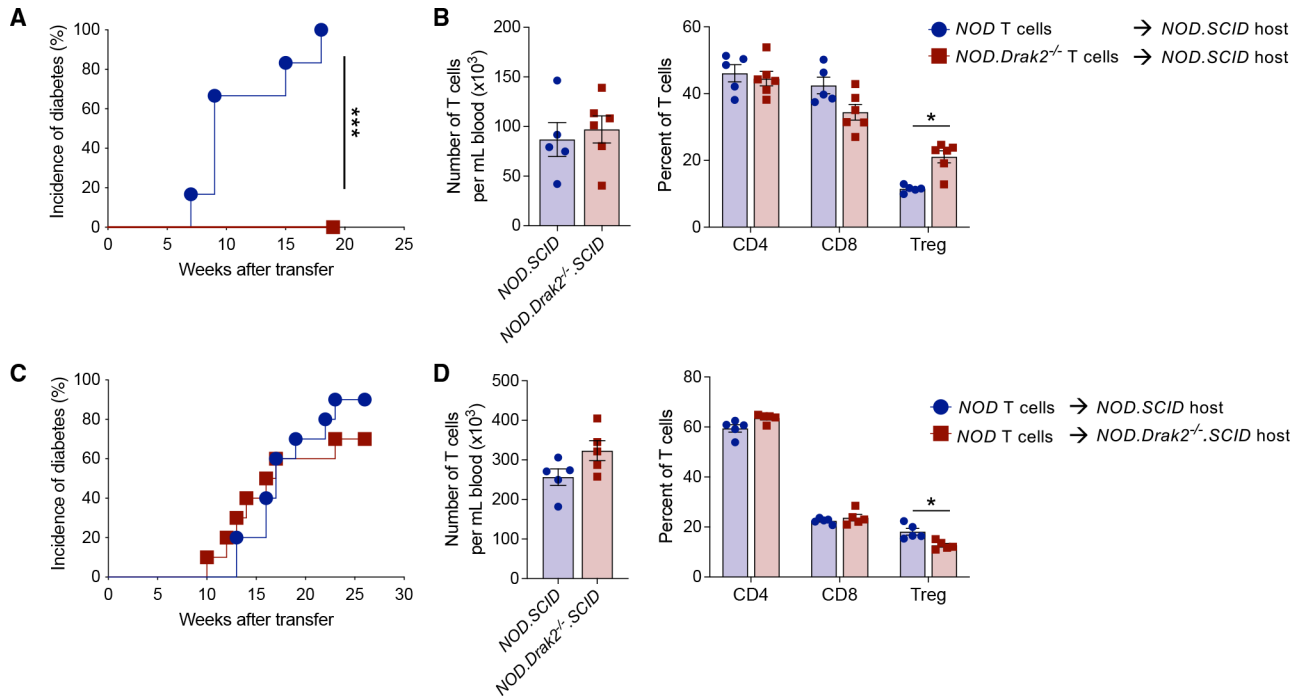 A
Incidence of diabetes (%)
100
80
60
40
20
0
0 5 10 15 20 25
Weeks after transfer
***
B
Number of T cells
per mL blood (x103)
200
150
100
50
0
NOD.SCID
NOD.Drak2-/-.SCID
Percent of T cells
60
40
20
0
CD4 CD8 Treg
*
NOD T cells → NOD.SCID host
NOD.Drak2-/- T cells → NOD.SCID host
C
Incidence of diabetes (%)
100
80
60
40
20
0
0 5 10 15 20 25 30
Weeks after transfer
D
Number of T cells
per mL blood (x103)
500
400
300
200
100
0
NOD.SCID
NOD.Drak2-/-.SCID
Percent of T cells
80
60
40
20
0
CD4 CD8 Treg
*
NOD T cells → NOD.SCID host
NOD T cells → NOD.Drak2-/-.SCID host